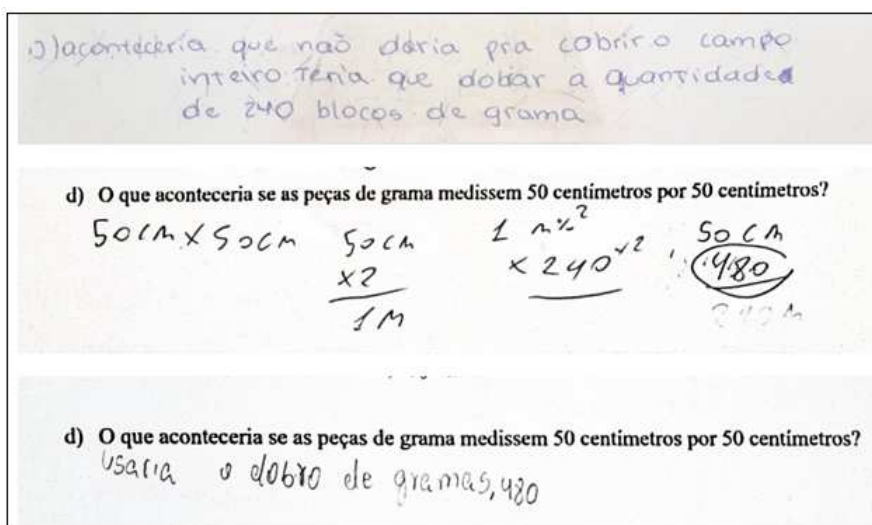 d) aconteceria que não daria pra cobrir o campo
inteiro teria que dobar a quantidade
de 240 blocos de grama
d) O que aconteceria se as peças de grama medissem 50 centímetros por 50 centímetros?
50cm x 50cm 50cm 1 m² 50 cm
x2 x 240 x2 480
1M
d) O que aconteceria se as peças de grama medissem 50 centímetros por 50 centímetros?
Usaria o dobro de gramas, 480